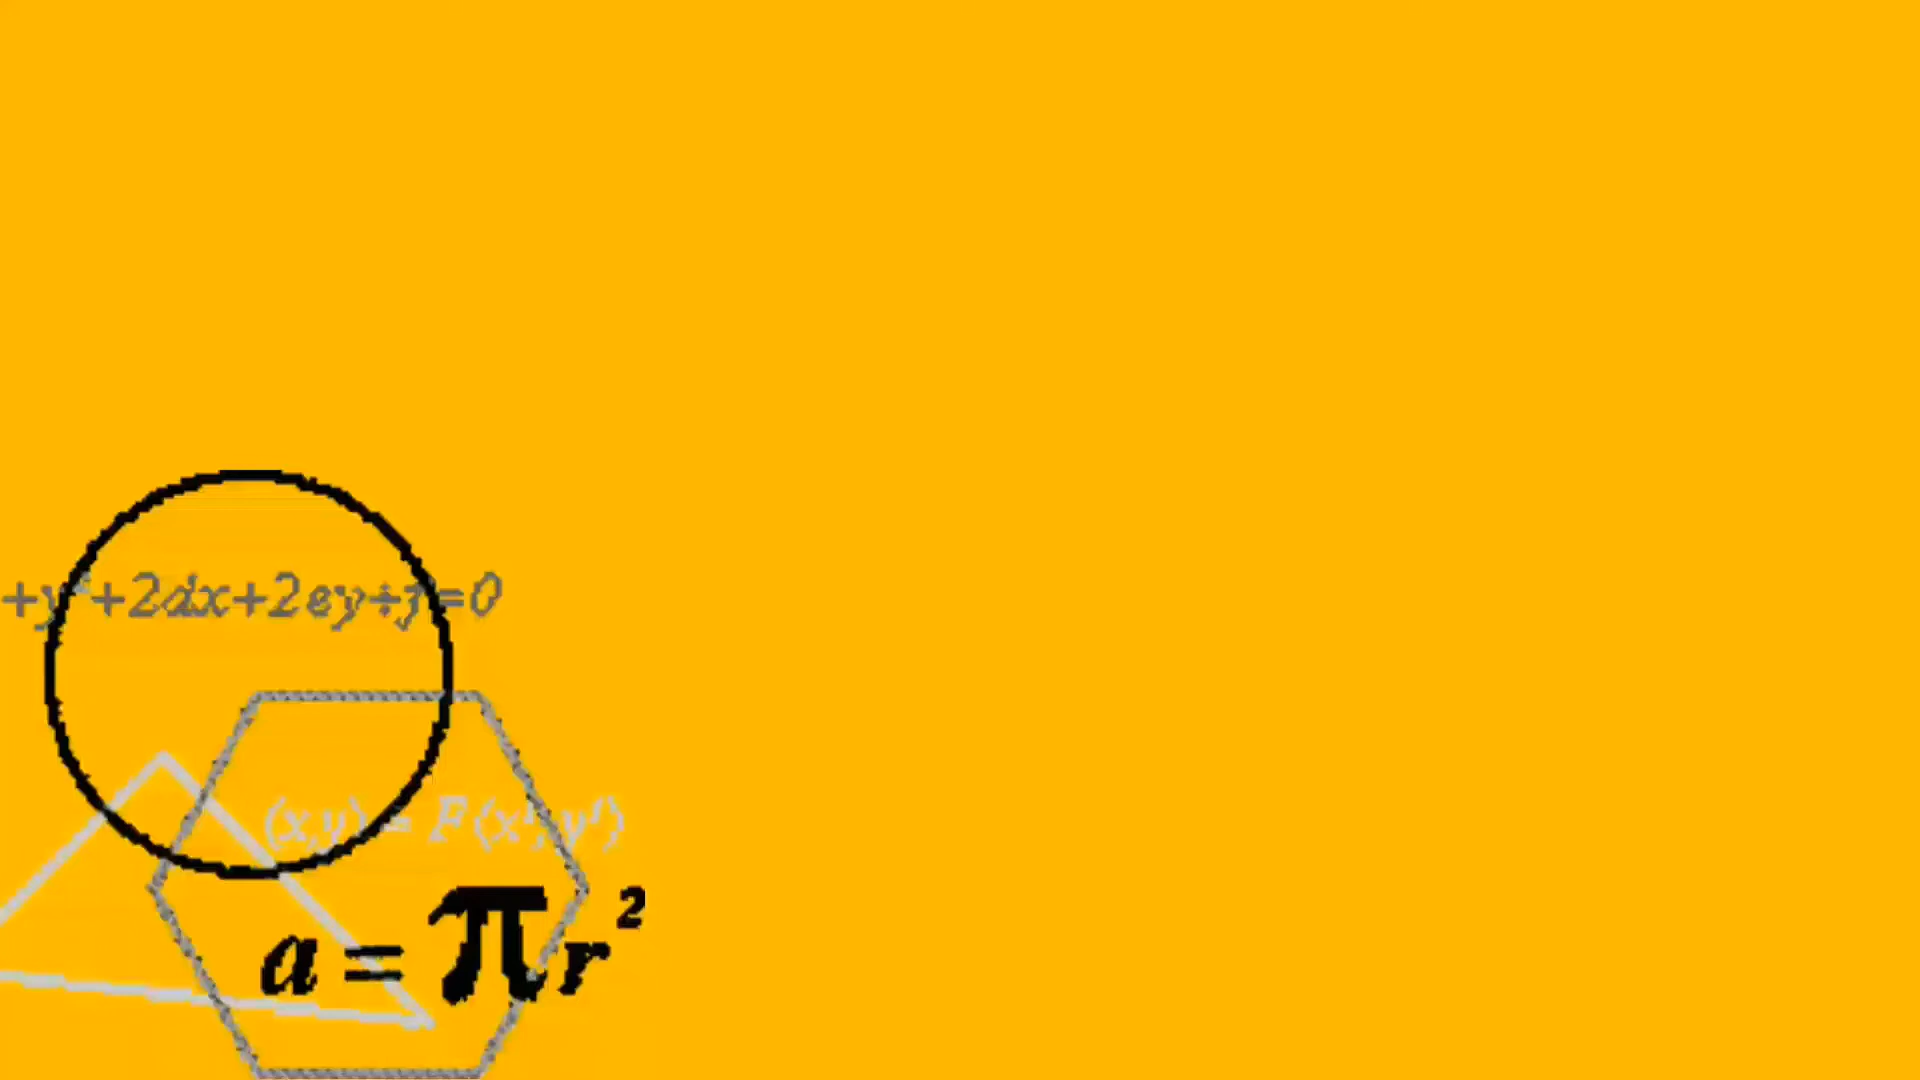 +y²+2dx+2ey+f=0
(x,y) = F(x',y')
a = πr²